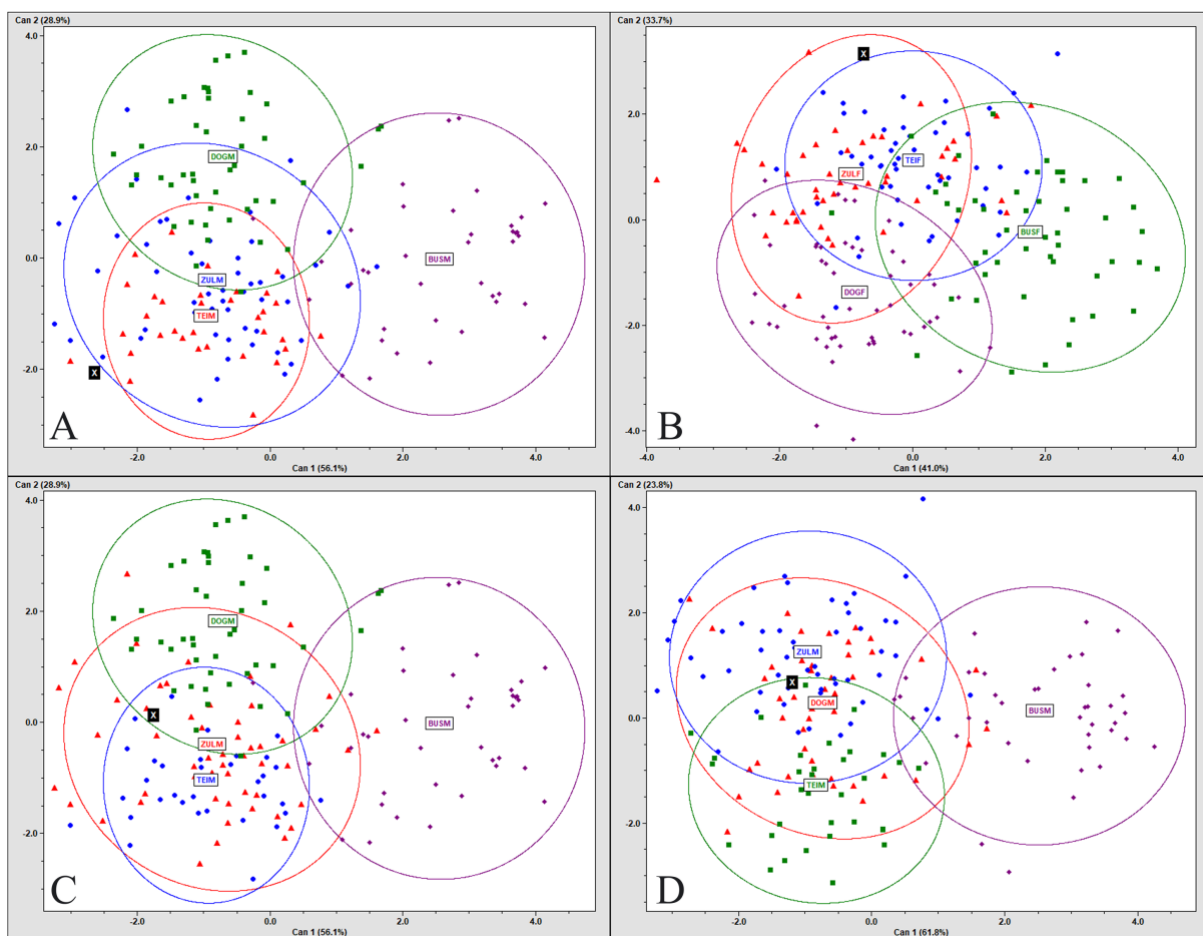 Can 2 (28.9%)
4.0
2.0
0.0
-2.0
DOGM
BUSM
ZULM
TEIM
X
A
-2.0 0.0 2.0 4.0
Can 1 (56.1%)
Can 2 (33.7%)
2.0
0.0
-2.0
-4.0
X
TEIF
ZULF
BUSF
DOGF
B
-4.0 -2.0 0.0 2.0 4.0
Can 1 (41.0%)
Can 2 (28.9%)
4.0
2.0
0.0
-2.0
DOGM
X
BUSM
ZULM
TEIM
C
-2.0 0.0 2.0 4.0
Can 1 (56.1%)
Can 2 (23.8%)
4.0
2.0
0.0
-2.0
ZULM
X
DOGM
BUSM
TEIM
D
-2.0 0.0 2.0 4.0
Can 1 (61.8%)